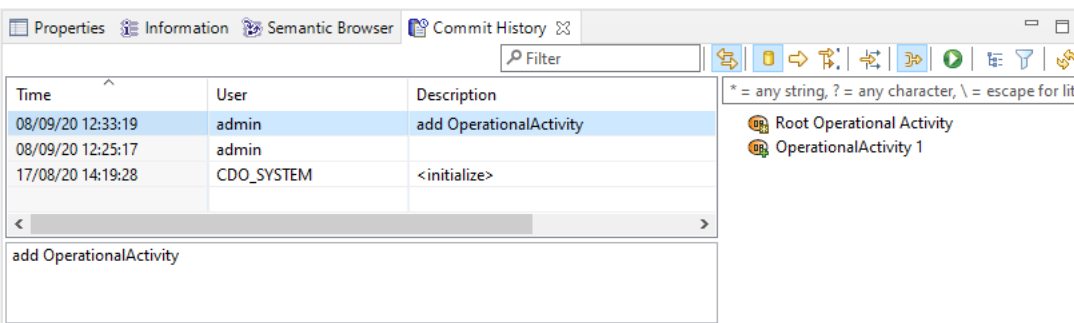 Properties Information Semantic Browser Commit History
Filter
Time User Description
08/09/20 12:33:19 admin add OperationalActivity
08/09/20 12:25:17 admin
17/08/20 14:19:28 CDO_SYSTEM <initialize>
add OperationalActivity
* = any string, ? = any character, \ = escape for lit
Root Operational Activity
OperationalActivity 1